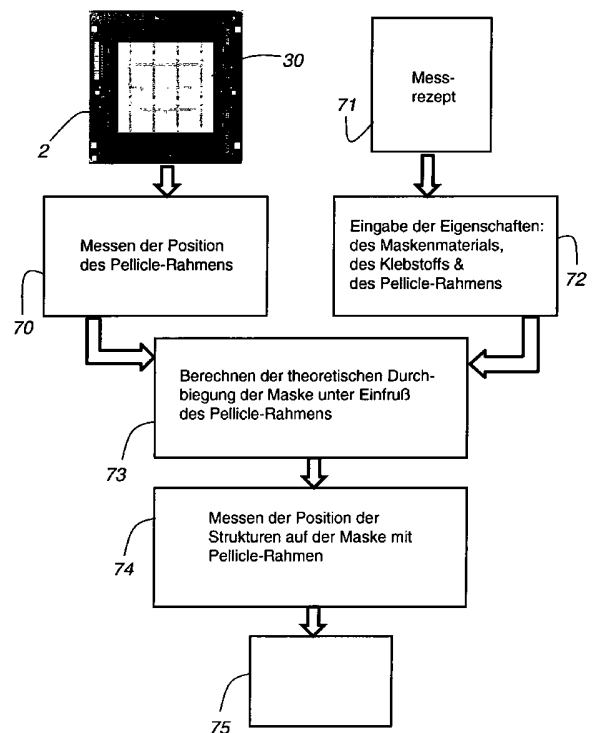 30
2
Mess-
rezept
71
Messen der Position
des Pellicle-Rahmens
70
Eingabe der Eigenschaften:
des Maskenmaterials,
des Klebstoffs &
des Pellicle-Rahmens
72
Berechnen der theoretischen Durch-
biegung der Maske unter Einfruß
des Pellicle-Rahmens
73
Messen der Position der
Strukturen auf der Maske mit
Pellicle-Rahmen
74
75